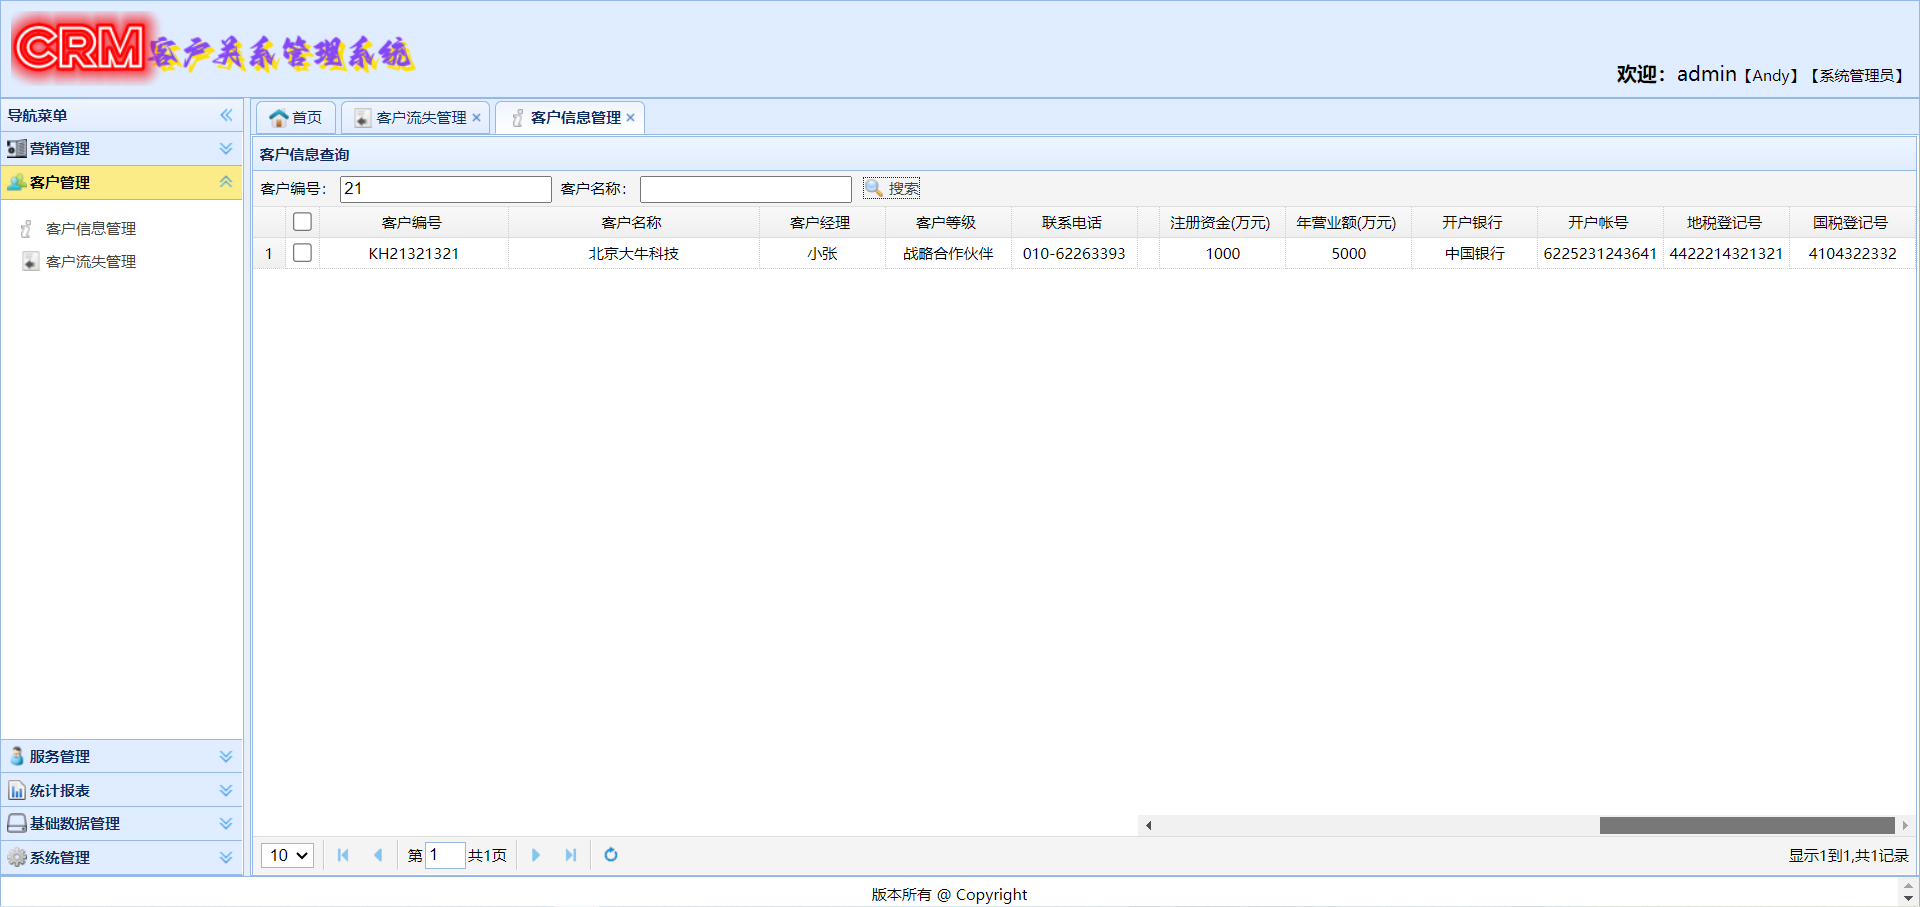 CRM客户关系管理系统
欢迎：admin【Andy】【系统管理员】
导航菜单
营销管理
客户管理
客户信息管理
客户流失管理
服务管理
统计报表
基础数据管理
系统管理
首页 客户流失管理 客户信息管理
客户信息查询
客户编号： 21 客户名称： 搜索
客户编号 客户名称 客户经理 客户等级 联系电话 注册资金(万元) 年营业额(万元) 开户银行 开户帐号 地税登记号 国税登记号
1 KH21321321 北京大牛科技 小张 战略合作伙伴 010-62263393 1000 5000 中国银行 6225231243641 4422214321321 4104322332
10 第 1 共1页 显示1到1,共1记录
版本所有 @ Copyright